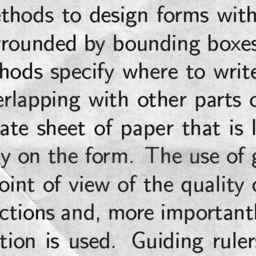 ethods to design forms with
rrounded by bounding boxes
hods specify where to write
erlapping with other parts o
ate sheet of paper that is l
y on the form. The use of g
oint of view of the quality o
ctions and, more importantl
tion is used. Guiding rulers